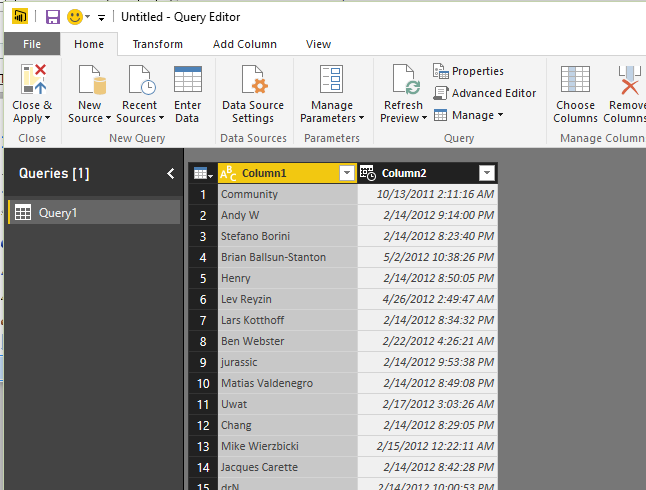 Untitled - Query Editor
File Home Transform Add Column View
Close & Apply New Source Recent Sources Enter Data Data Source Settings Manage Parameters Refresh Preview Properties Advanced Editor Manage Choose Columns Remove Columns
Close New Query Data Sources Parameters Query Manage Column
Queries [1]
Query1
ABC Column1 Column2
1 Community 10/13/2011 2:11:16 AM
2 Andy W 2/14/2012 9:14:00 PM
3 Stefano Borini 2/14/2012 8:23:40 PM
4 Brian Ballsun-Stanton 5/2/2012 10:38:26 PM
5 Henry 2/14/2012 8:50:05 PM
6 Lev Reyzin 4/26/2012 2:49:47 AM
7 Lars Kotthoff 2/14/2012 8:34:32 PM
8 Ben Webster 2/22/2012 4:26:21 AM
9 jurassic 2/14/2012 9:53:38 PM
10 Matias Valdenegro 2/14/2012 8:49:08 PM
11 Uwat 2/17/2012 3:03:26 AM
12 Chang 2/14/2012 8:29:05 PM
13 Mike Wierzbicki 2/15/2012 12:22:11 AM
14 Jacques Carette 2/14/2012 8:42:28 PM
15 drN 2/14/2012 10:00:53 PM